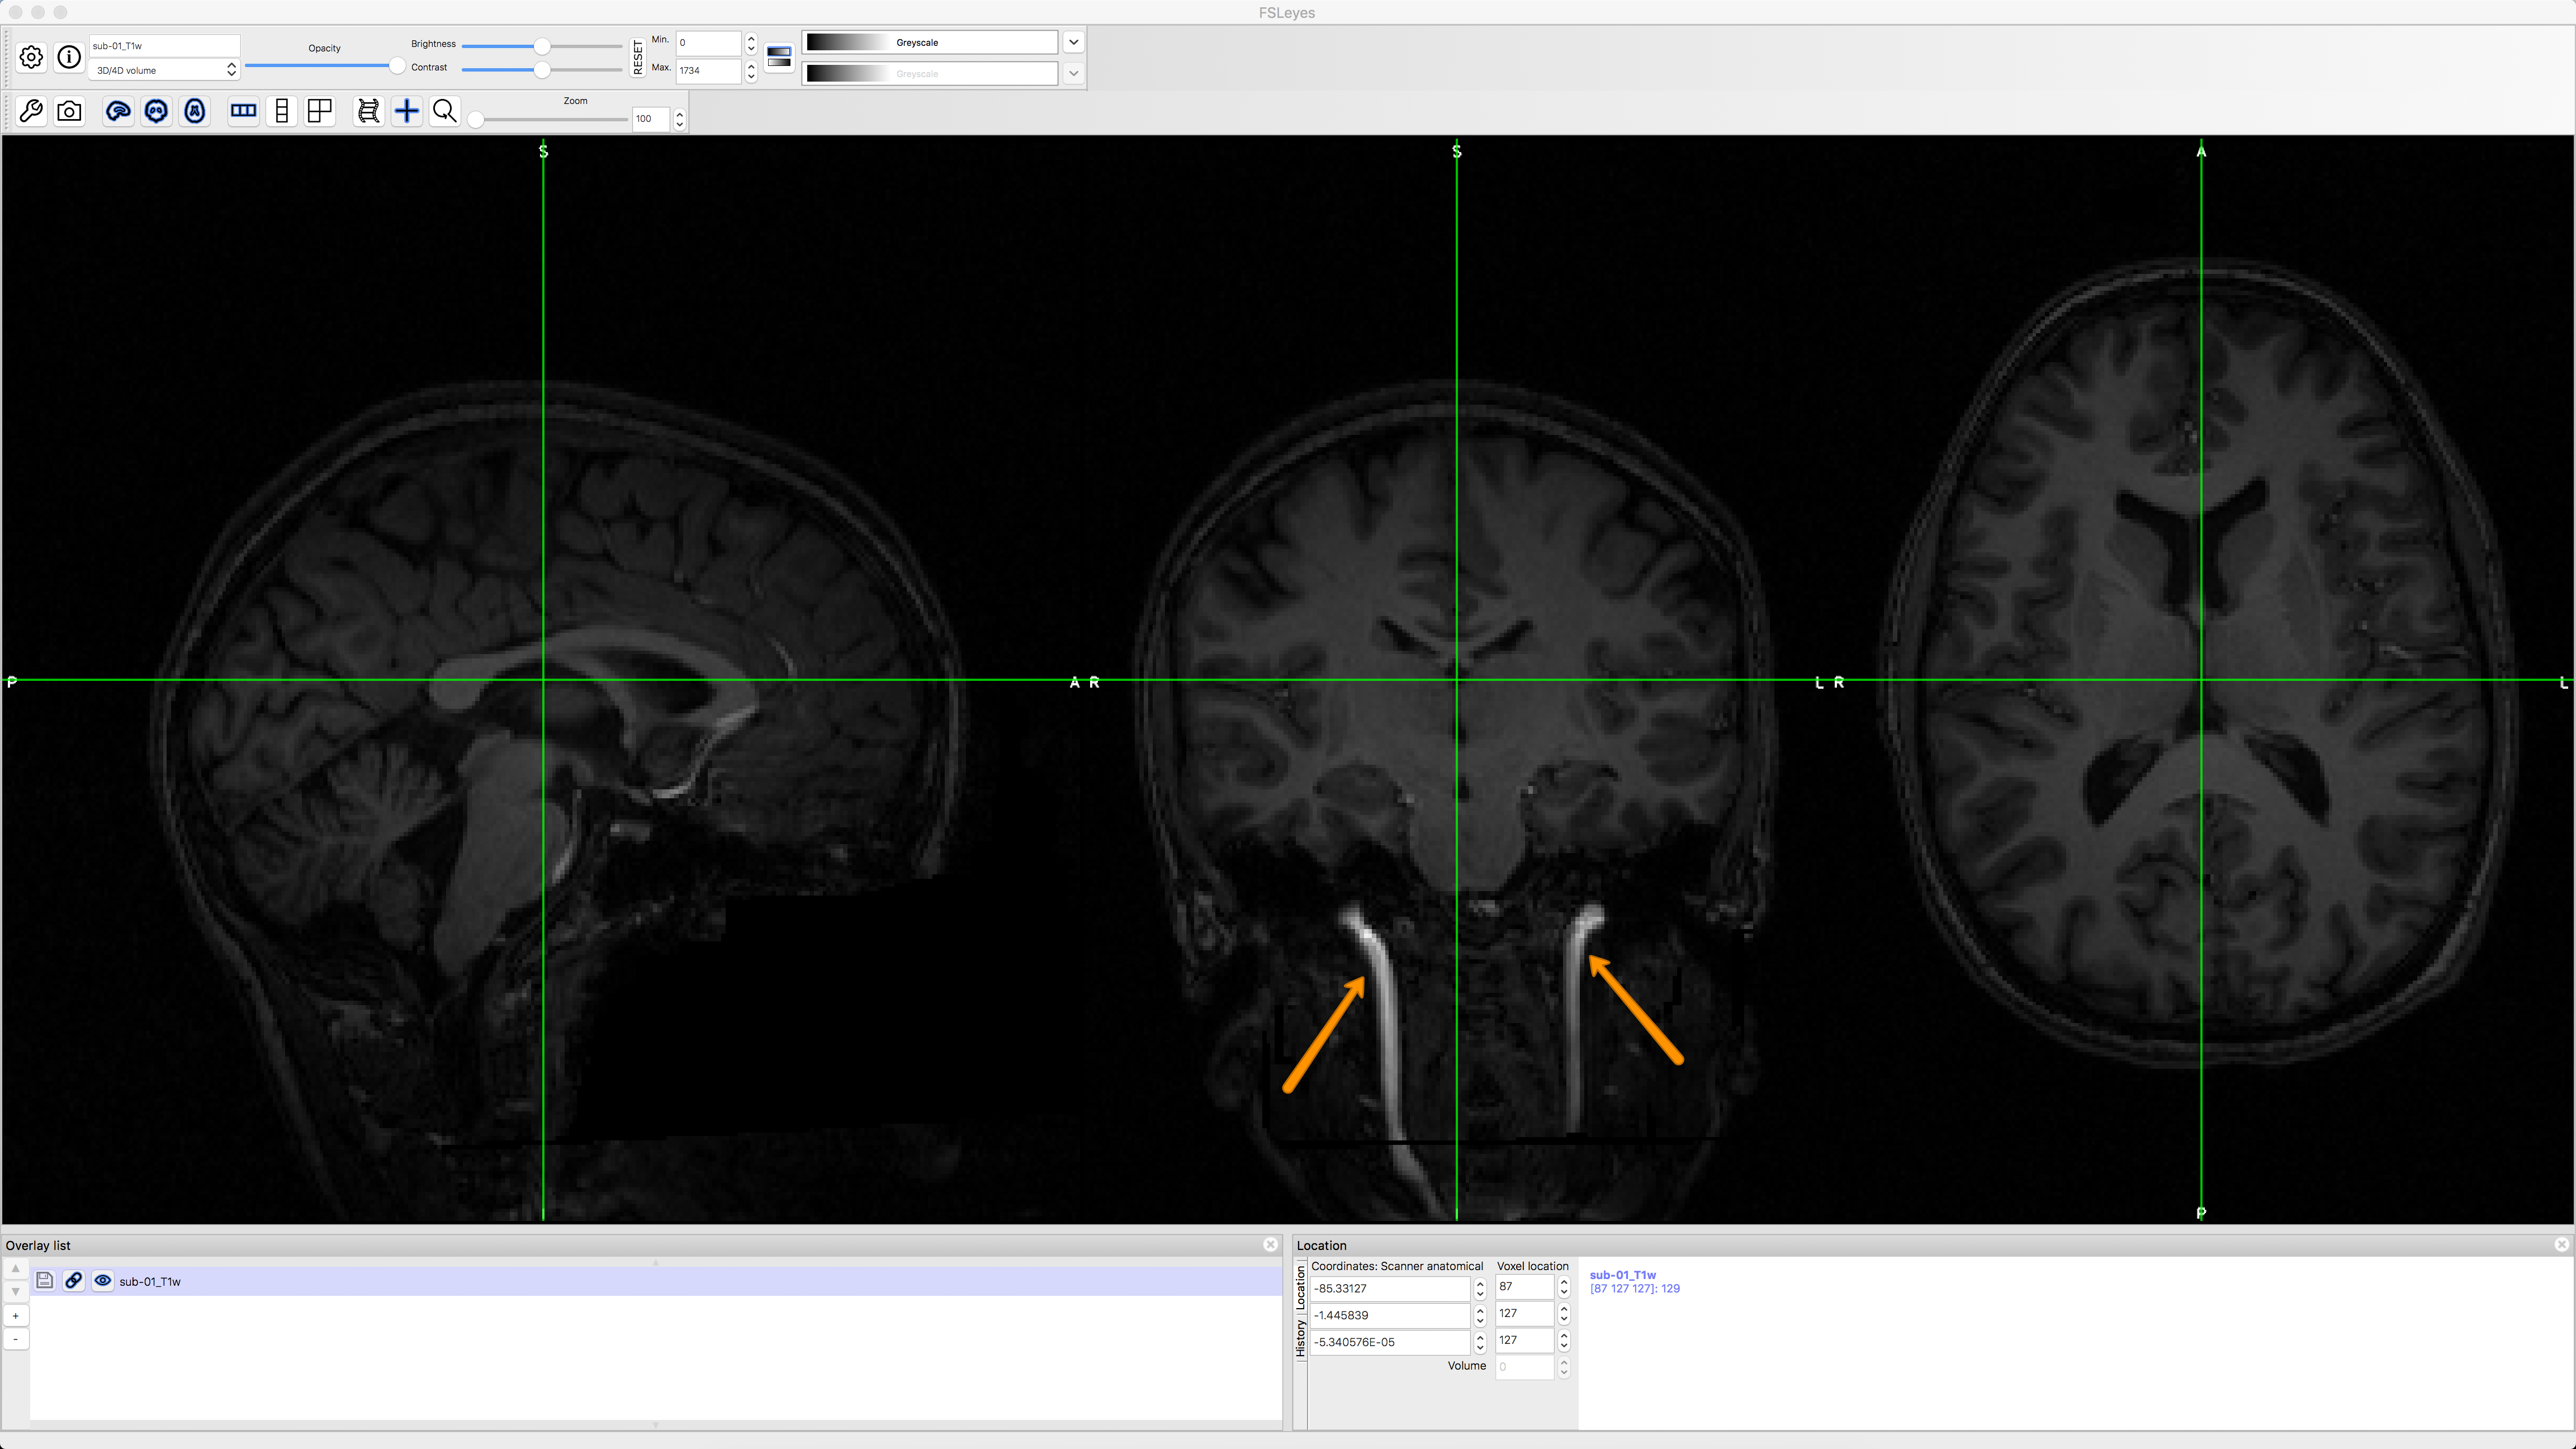 FSLeyes
sub-01_T1w
3D/4D volume
Opacity
Brightness
Contrast
RESET
Min. 0
Max. 1734
Greyscale
Greyscale
Zoom
100
S
S
A
P
A R
L R
L
P
Overlay list
sub-01_T1w
+
-
Location
Location
History
Coordinates: Scanner anatomical
Voxel location
-85.33127
87
-1.445839
127
-5.340576E-05
127
Volume
0
sub-01_T1w
[87 127 127]: 129